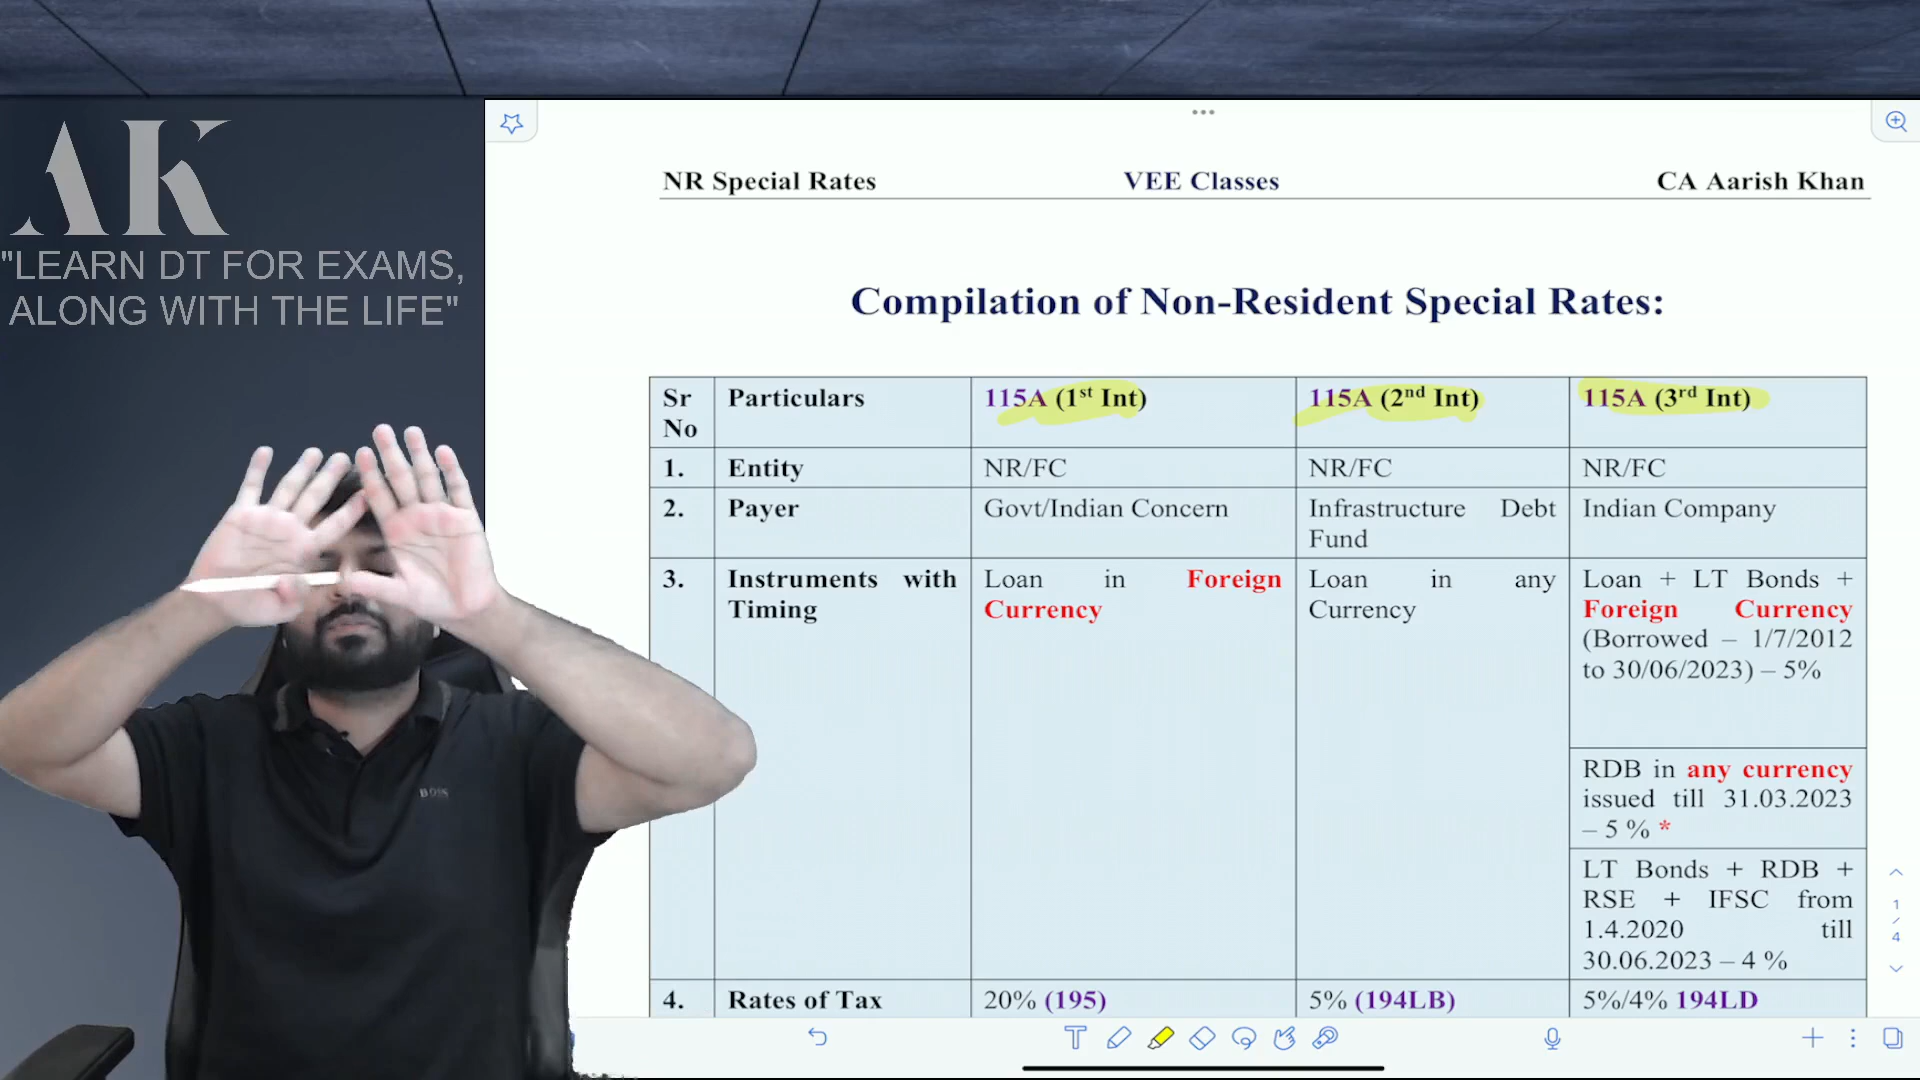 AK
"LEARN DT FOR EXAMS,
ALONG WITH THE LIFE"
BOSS
NR Special Rates VEE Classes CA Aarish Khan
Compilation of Non-Resident Special Rates:
Sr No Particulars 115A (1st Int) 115A (2nd Int) 115A (3rd Int)
1. Entity NR/FC NR/FC NR/FC
2. Payer Govt/Indian Concern Infrastructure Debt Fund Indian Company
3. Instruments with Timing
Loan in Foreign
Currency
Loan in any
Currency
Loan + LT Bonds +
Foreign Currency
(Borrowed – 1/7/2012
to 30/06/2023) – 5%
RDB in any currency
issued till 31.03.2023
– 5 % *
LT Bonds + RDB +
RSE + IFSC from
1.4.2020 till
30.06.2023 – 4 %
4. Rates of Tax 20% (195) 5% (194LB) 5%/4% 194LD
1
/
4